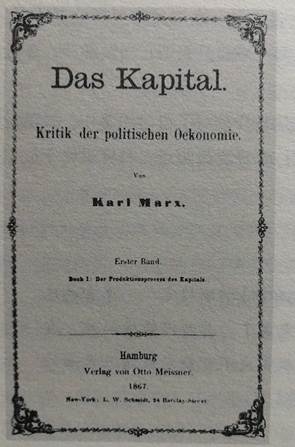 Das Kapital.
Kritik der politischen Oekonomie.
Von
Karl Marx.
Erster Band.
Buch I: Der Produktionsprocess des Kapitals.
Hamburg
Verlag von Otto Meissner.
1867.
New-York: L. W. Schmidt, 24 Barclay-Street.